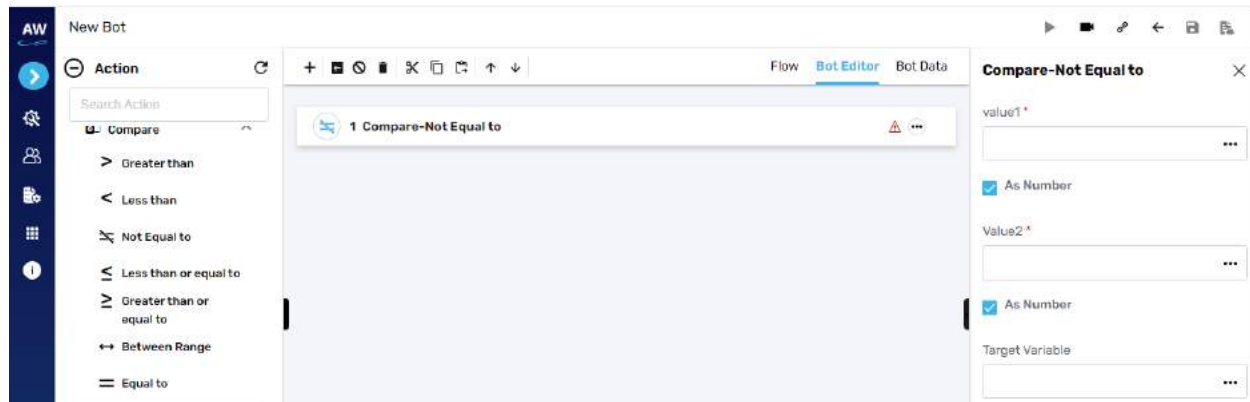 AW
New Bot
Action
Flow
Bot Editor
Bot Data
Search Action
Compare
Greater than
Less than
Not Equal to
Less than or equal to
Greater than or
equal to
Between Range
Equal to
1 Compare-Not Equal to
Compare-Not Equal to
value1 *
As Number
Value2 *
As Number
Target Variable